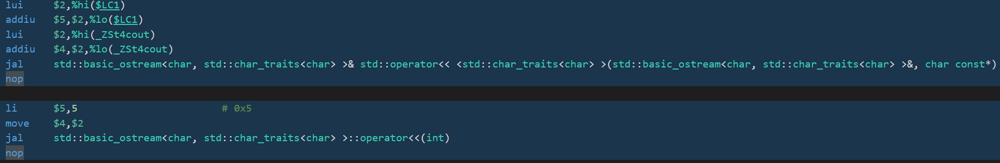 lui $2,%hi($LC1)
addiu $5,$2,%lo($LC1)
lui $2,%hi(_ZSt4cout)
addiu $4,$2,%lo(_ZSt4cout)
jal std::basic_ostream<char, std::char_traits<char> >& std::operator<< <std::char_traits<char> >(std::basic_ostream<char, std::char_traits<char> >&, char const*)
nop
li $5,5 # 0x5
move $4,$2
jal std::basic_ostream<char, std::char_traits<char> >::operator<<(int)
nop